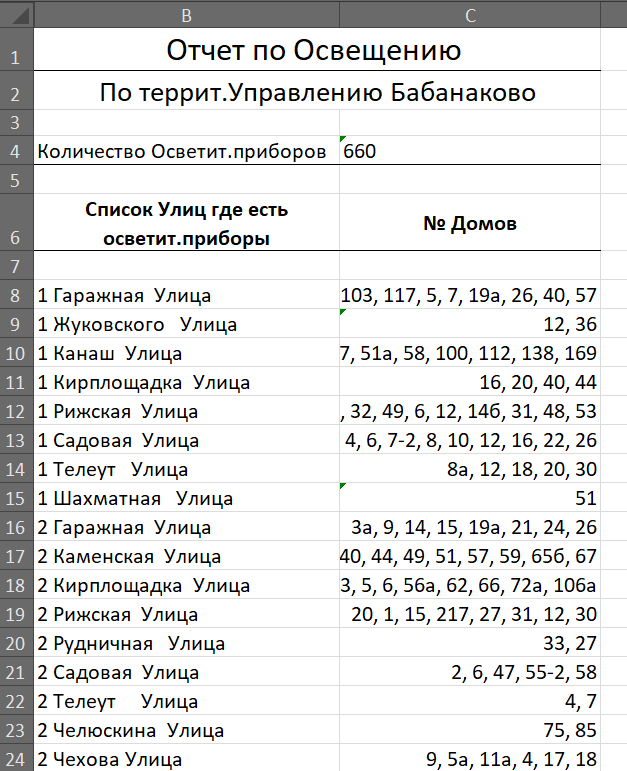 B C
1 Отчет по Освещению
2 По террит.Управлению Бабанаково
3
4 Количество Осветит.приборов 660
5
Список Улиц где есть
6 осветит.приборы № Домов
7
8 1 Гаражная Улица 103, 117, 5, 7, 19а, 26, 40, 57
9 1 Жуковского Улица 12, 36
10 1 Канаш Улица 7, 51а, 58, 100, 112, 138, 169
11 1 Кирплощадка Улица 16, 20, 40, 44
12 1 Рижская Улица , 32, 49, 6, 12, 14б, 31, 48, 53
13 1 Садовая Улица 4, 6, 7-2, 8, 10, 12, 16, 22, 26
14 1 Телеут Улица 8а, 12, 18, 20, 30
15 1 Шахматная Улица 51
16 2 Гаражная Улица 3а, 9, 14, 15, 19а, 21, 24, 26
17 2 Каменская Улица 40, 44, 49, 51, 57, 59, 65б, 67
18 2 Кирплощадка Улица 3, 5, 6, 56а, 62, 66, 72а, 106а
19 2 Рижская Улица 20, 1, 15, 217, 27, 31, 12, 30
20 2 Рудничная Улица 33, 27
21 2 Садовая Улица 2, 6, 47, 55-2, 58
22 2 Телеут Улица 4, 7
23 2 Челюскина Улица 75, 85
24 2 Чехова Улица 9, 5а, 11а, 4, 17, 18